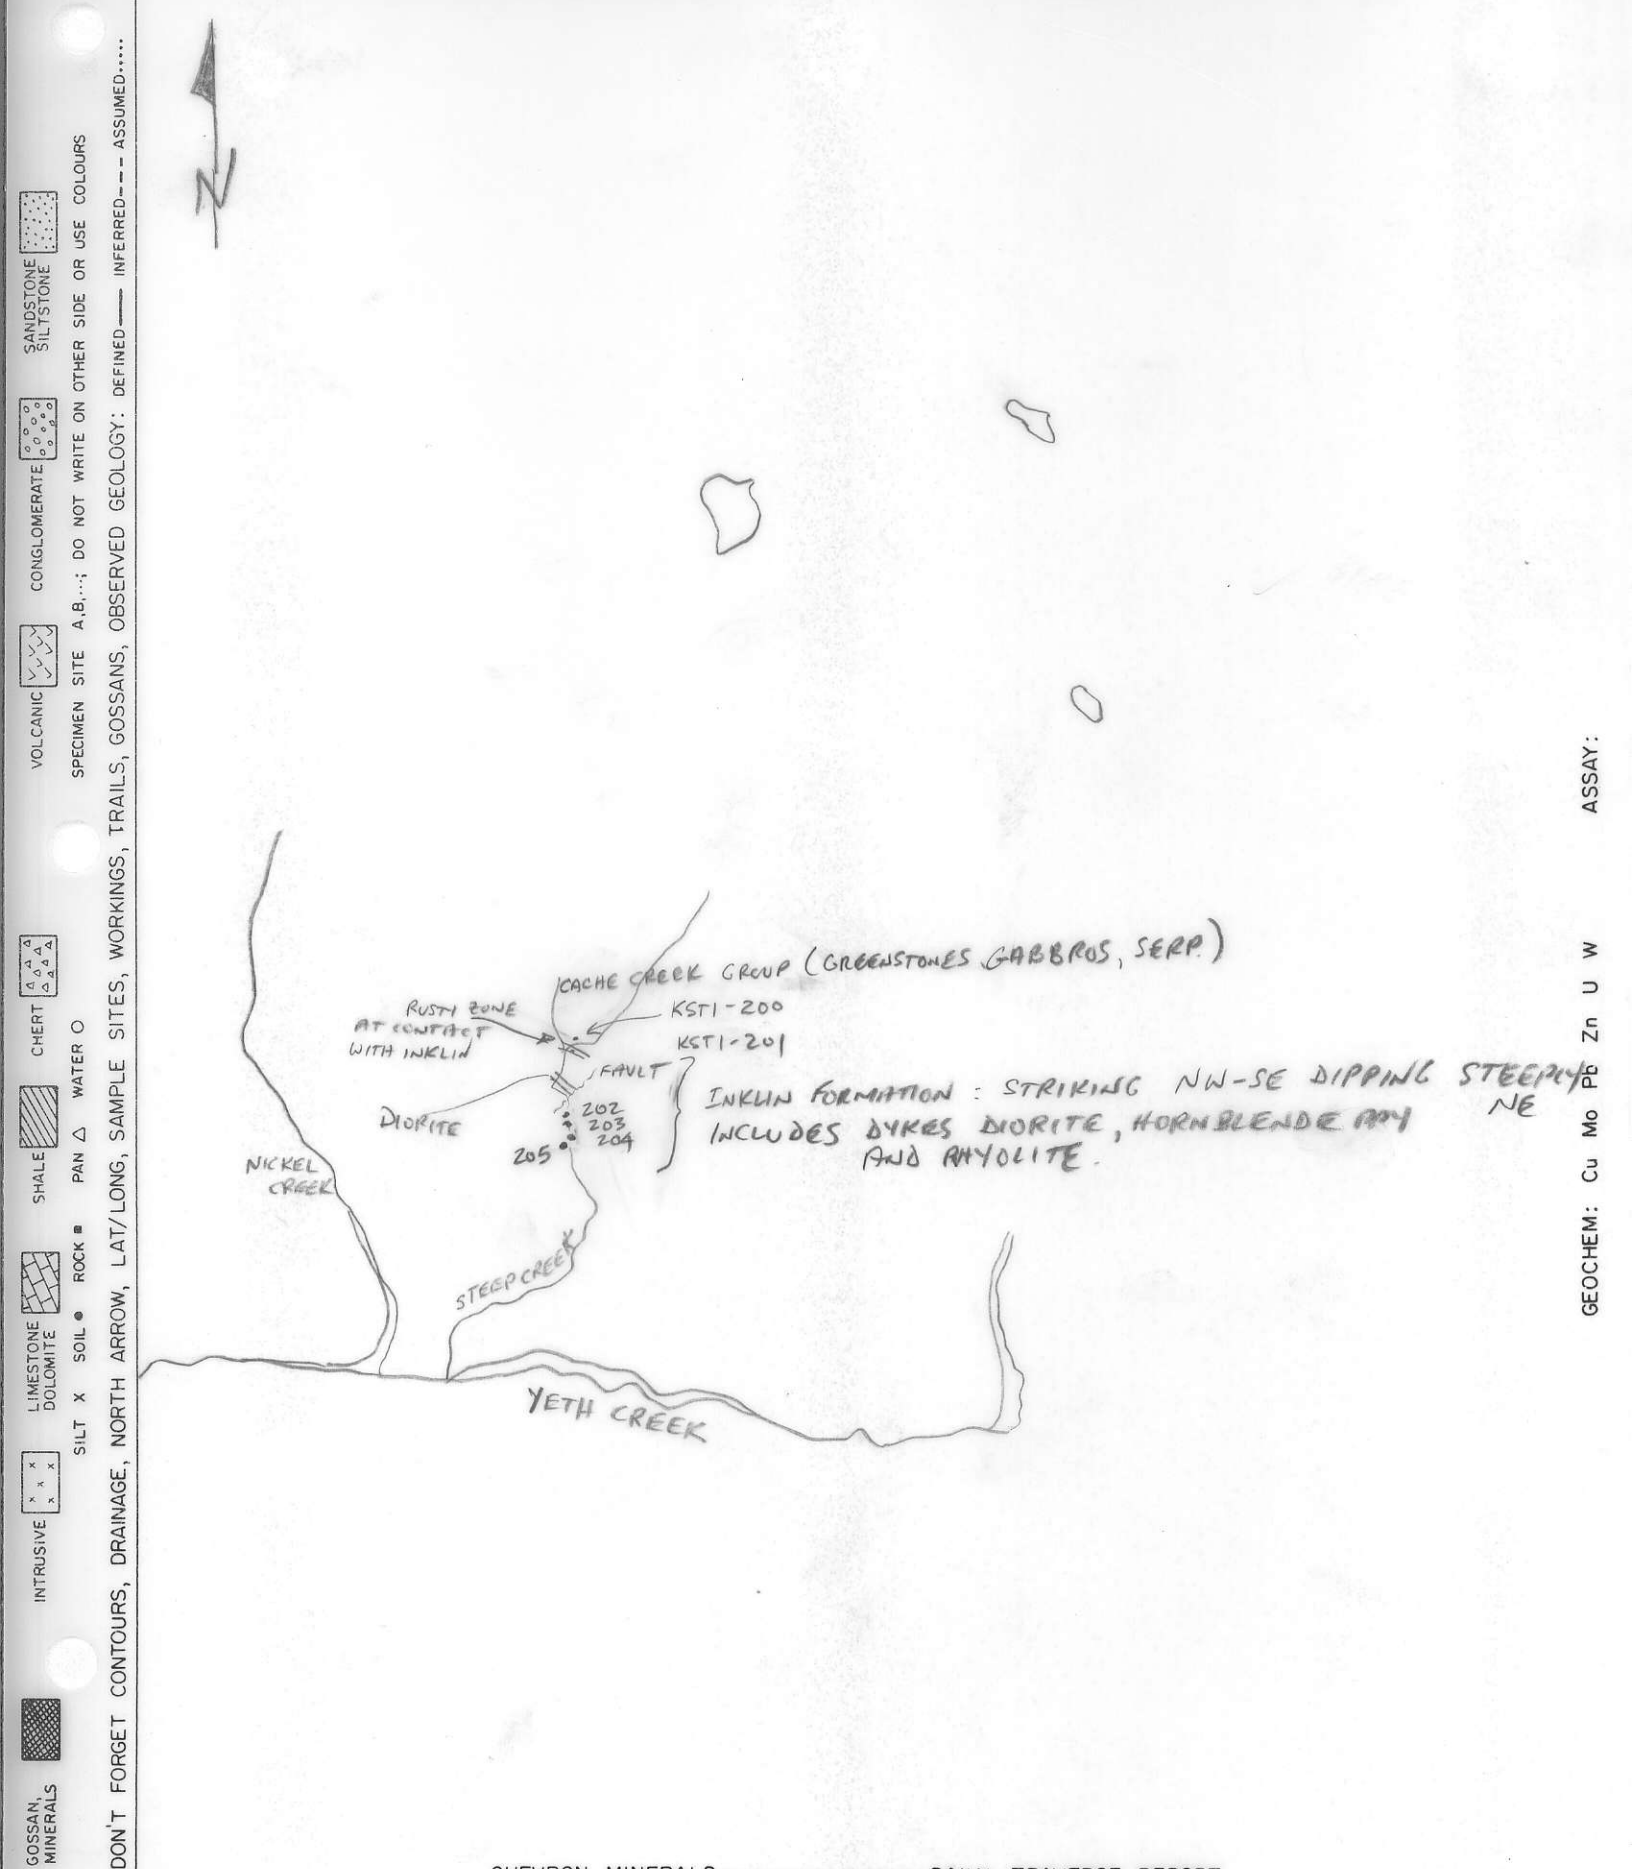 N
CACHE CREEK GROUP (GREENSTONES, GABBROS, SERP.)
RUSTY ZONE
AT CONTACT
WITH INKLIN
KST1-200
KST1-201
FAULT
DIORITE
202
203
204
205
INKLIN FORMATION : STRIKING NW-SE DIPPING STEEPLY
NE
INCLUDES DYKES DIORITE, HORNBLENDE
AND RHYOLITE.
NICKEL
CREEK
STEEP CREEK
YETH CREEK
GOSSAN,
MINERALS
INTRUSIVE
LIMESTONE
DOLOMITE
SHALE
CHERT
VOLCANIC
CONGLOMERATE
SANDSTONE
SILTSTONE
SILT X SOIL ● ROCK ■ PAN △ WATER ○ SPECIMEN SITE A,B,...; DO NOT WRITE ON OTHER SIDE OR USE COLOURS
DON'T FORGET CONTOURS, DRAINAGE, NORTH ARROW, LAT/LONG, SAMPLE SITES, WORKINGS, TRAILS, GOSSANS, OBSERVED GEOLOGY: DEFINED —— INFERRED --- ASSUMED.....
GEOCHEM: Cu Mo Pb Zn U W ASSAY: